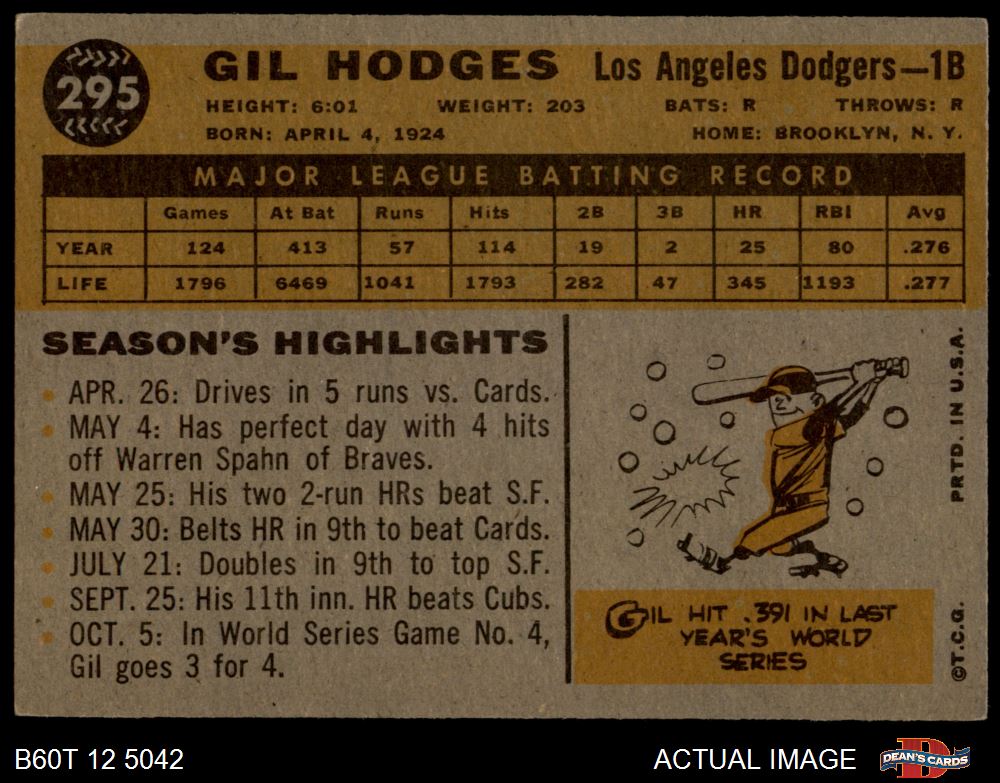 295
GIL HODGES Los Angeles Dodgers—1B
HEIGHT: 6:01 WEIGHT: 203 BATS: R THROWS: R
BORN: APRIL 4, 1924 HOME: BROOKLYN, N. Y.
MAJOR LEAGUE BATTING RECORD
Games At Bat Runs Hits 2B 3B HR RBI Avg
YEAR 124 413 57 114 19 2 25 80 .276
LIFE 1796 6469 1041 1793 282 47 345 1193 .277
SEASON'S HIGHLIGHTS
• APR. 26: Drives in 5 runs vs. Cards.
• MAY 4: Has perfect day with 4 hits
off Warren Spahn of Braves.
• MAY 25: His two 2-run HRs beat S.F.
• MAY 30: Belts HR in 9th to beat Cards.
• JULY 21: Doubles in 9th to top S.F.
• SEPT. 25: His 11th inn. HR beats Cubs.
• OCT. 5: In World Series Game No. 4,
Gil goes 3 for 4.
GIL HIT .391 IN LAST
YEAR'S WORLD
SERIES
PRTD. IN U.S.A.
©T.C.G.
B60T 12 5042
ACTUAL IMAGE
DEAN'S CARDS